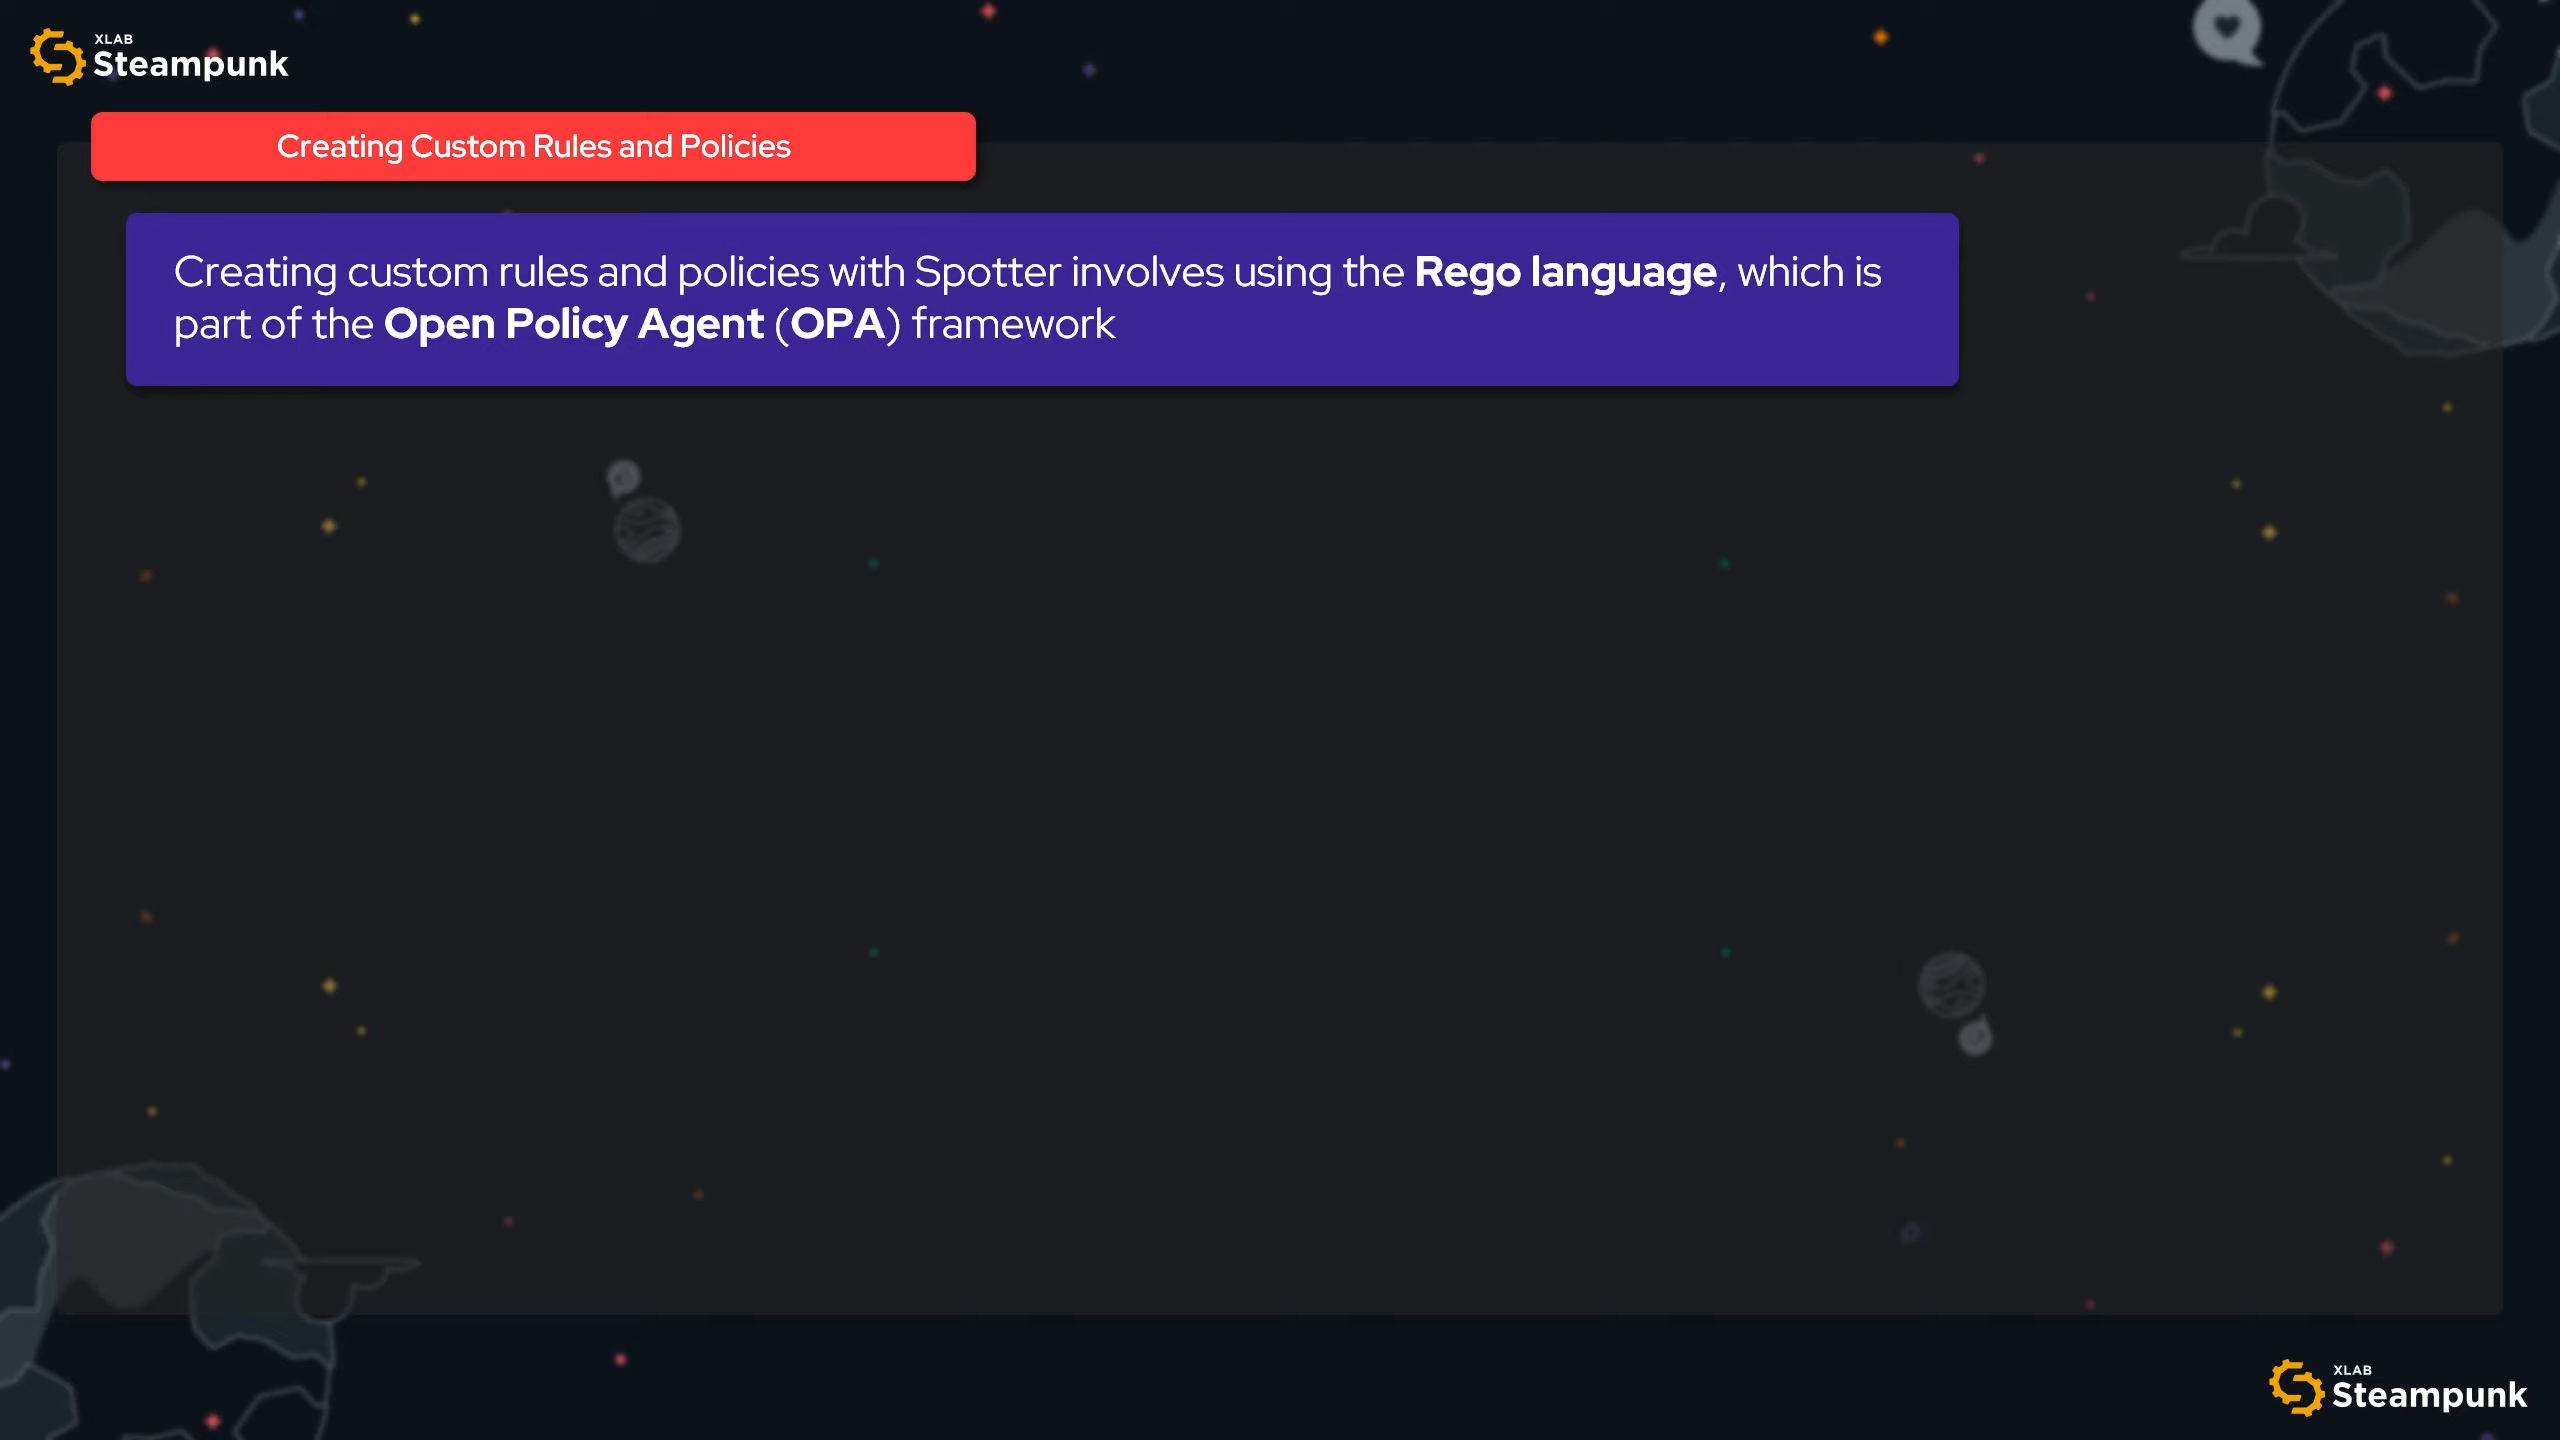 XLAB
Steampunk
Creating Custom Rules and Policies
Creating custom rules and policies with Spotter involves using the Rego language, which is
part of the Open Policy Agent (OPA) framework
XLAB
Steampunk